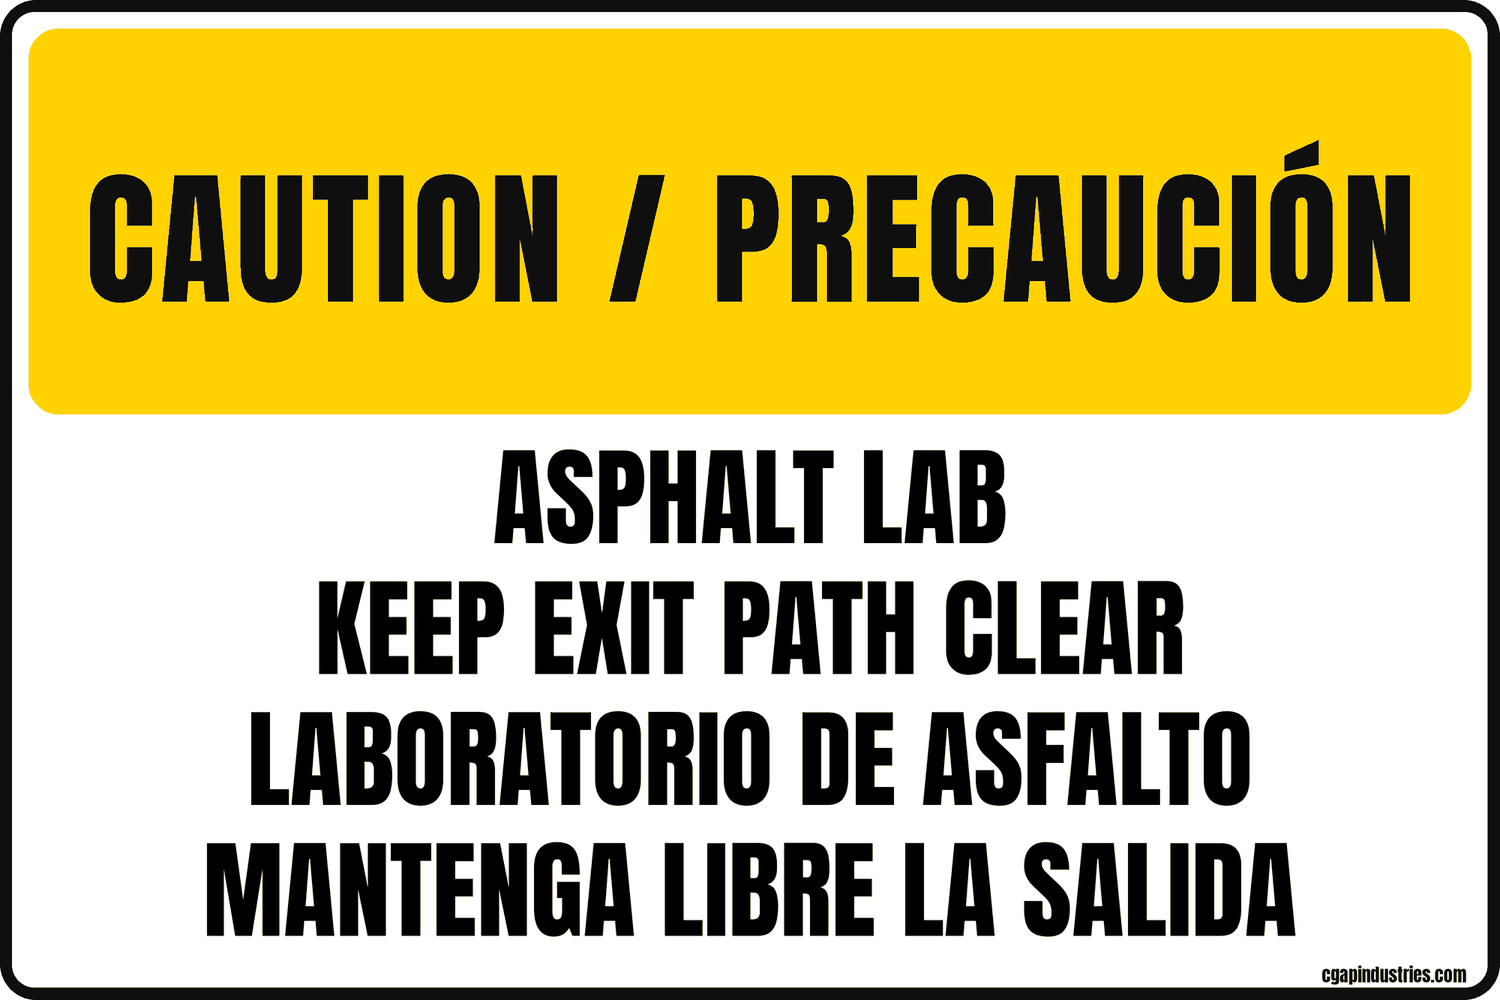 CAUTION / PRECAUCIÓN
ASPHALT LAB
KEEP EXIT PATH CLEAR
LABORATORIO DE ASFALTO
MANTENGA LIBRE LA SALIDA
cgapindustries.com